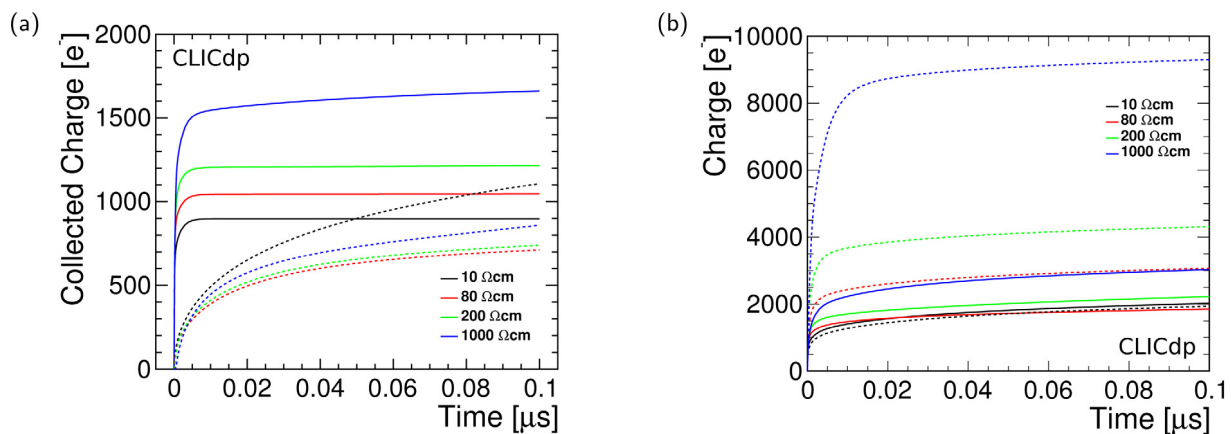 (a)
Collected Charge [e⁻]
2000
1500
1000
500
0
CLICdp
10 Ωcm
80 Ωcm
200 Ωcm
1000 Ωcm
0 0.02 0.04 0.06 0.08 0.1
Time [μs]
(b)
Charge [e⁻]
10000
8000
6000
4000
2000
0
10 Ωcm
80 Ωcm
200 Ωcm
1000 Ωcm
CLICdp
0 0.02 0.04 0.06 0.08 0.1
Time [μs]